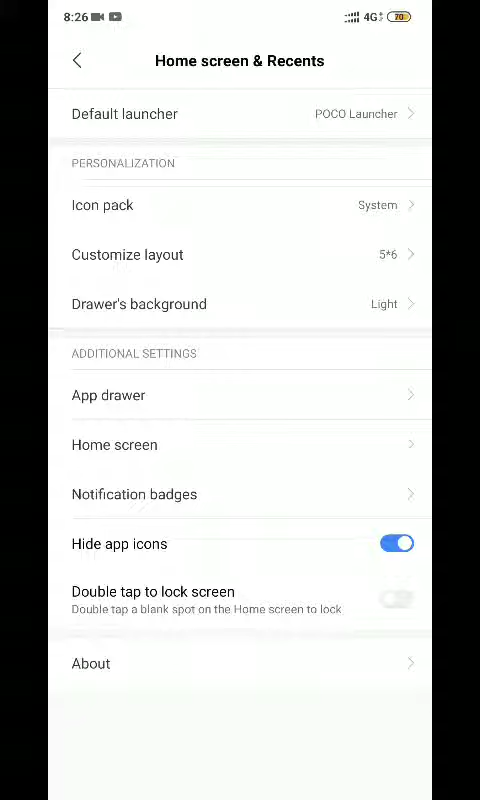 8:26 4G 70
Home screen & Recents
Default launcher POCO Launcher
PERSONALIZATION
Icon pack System
Customize layout 5*6
Drawer's background Light
ADDITIONAL SETTINGS
App drawer
Home screen
Notification badges
Hide app icons
Double tap to lock screen
Double tap a blank spot on the Home screen to lock
About